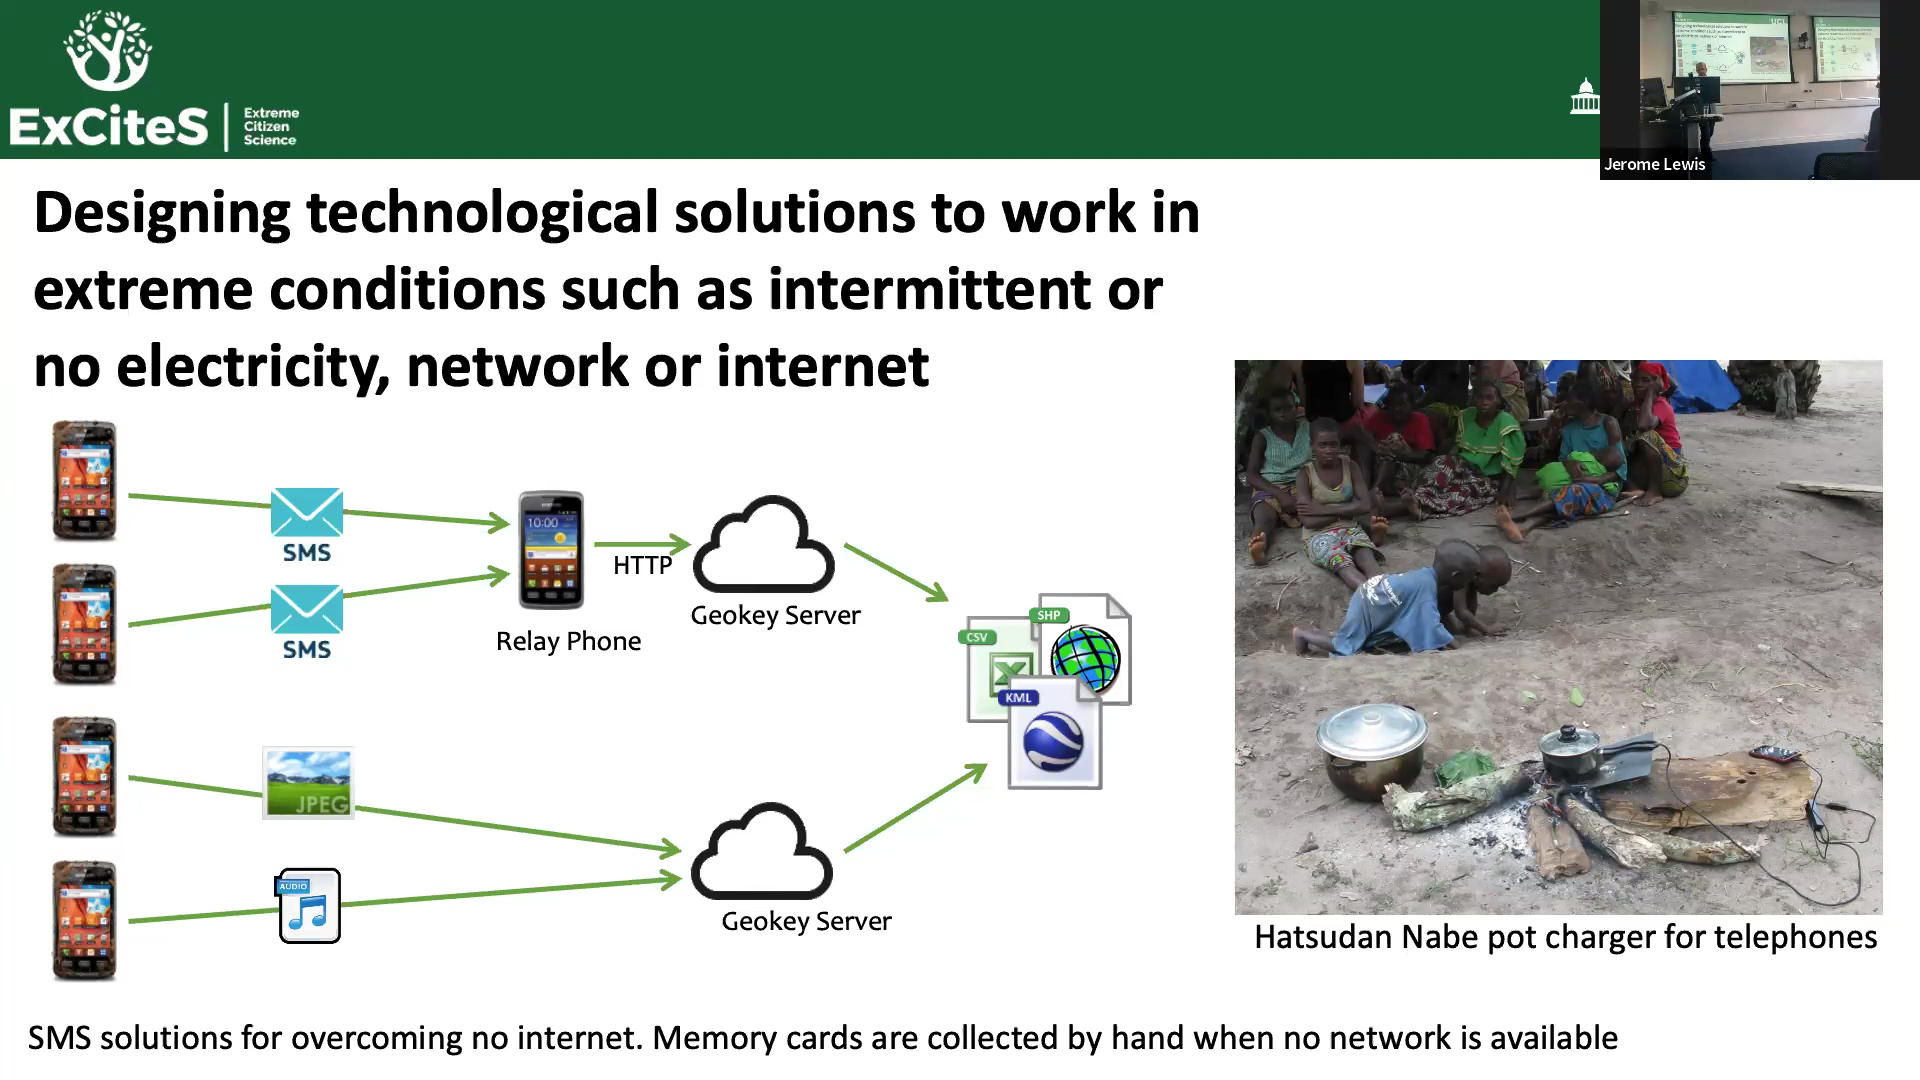 ExCiteS
Extreme
Citizen
Science
Jerome Lewis
Designing technological solutions to work in
extreme conditions such as intermittent or
no electricity, network or internet
SMS
SMS
10:00
Relay Phone
HTTP
Geokey Server
CSV
SHP
KML
JPEG
AUDIO
Geokey Server
Hatsudan Nabe pot charger for telephones
SMS solutions for overcoming no internet. Memory cards are collected by hand when no network is available